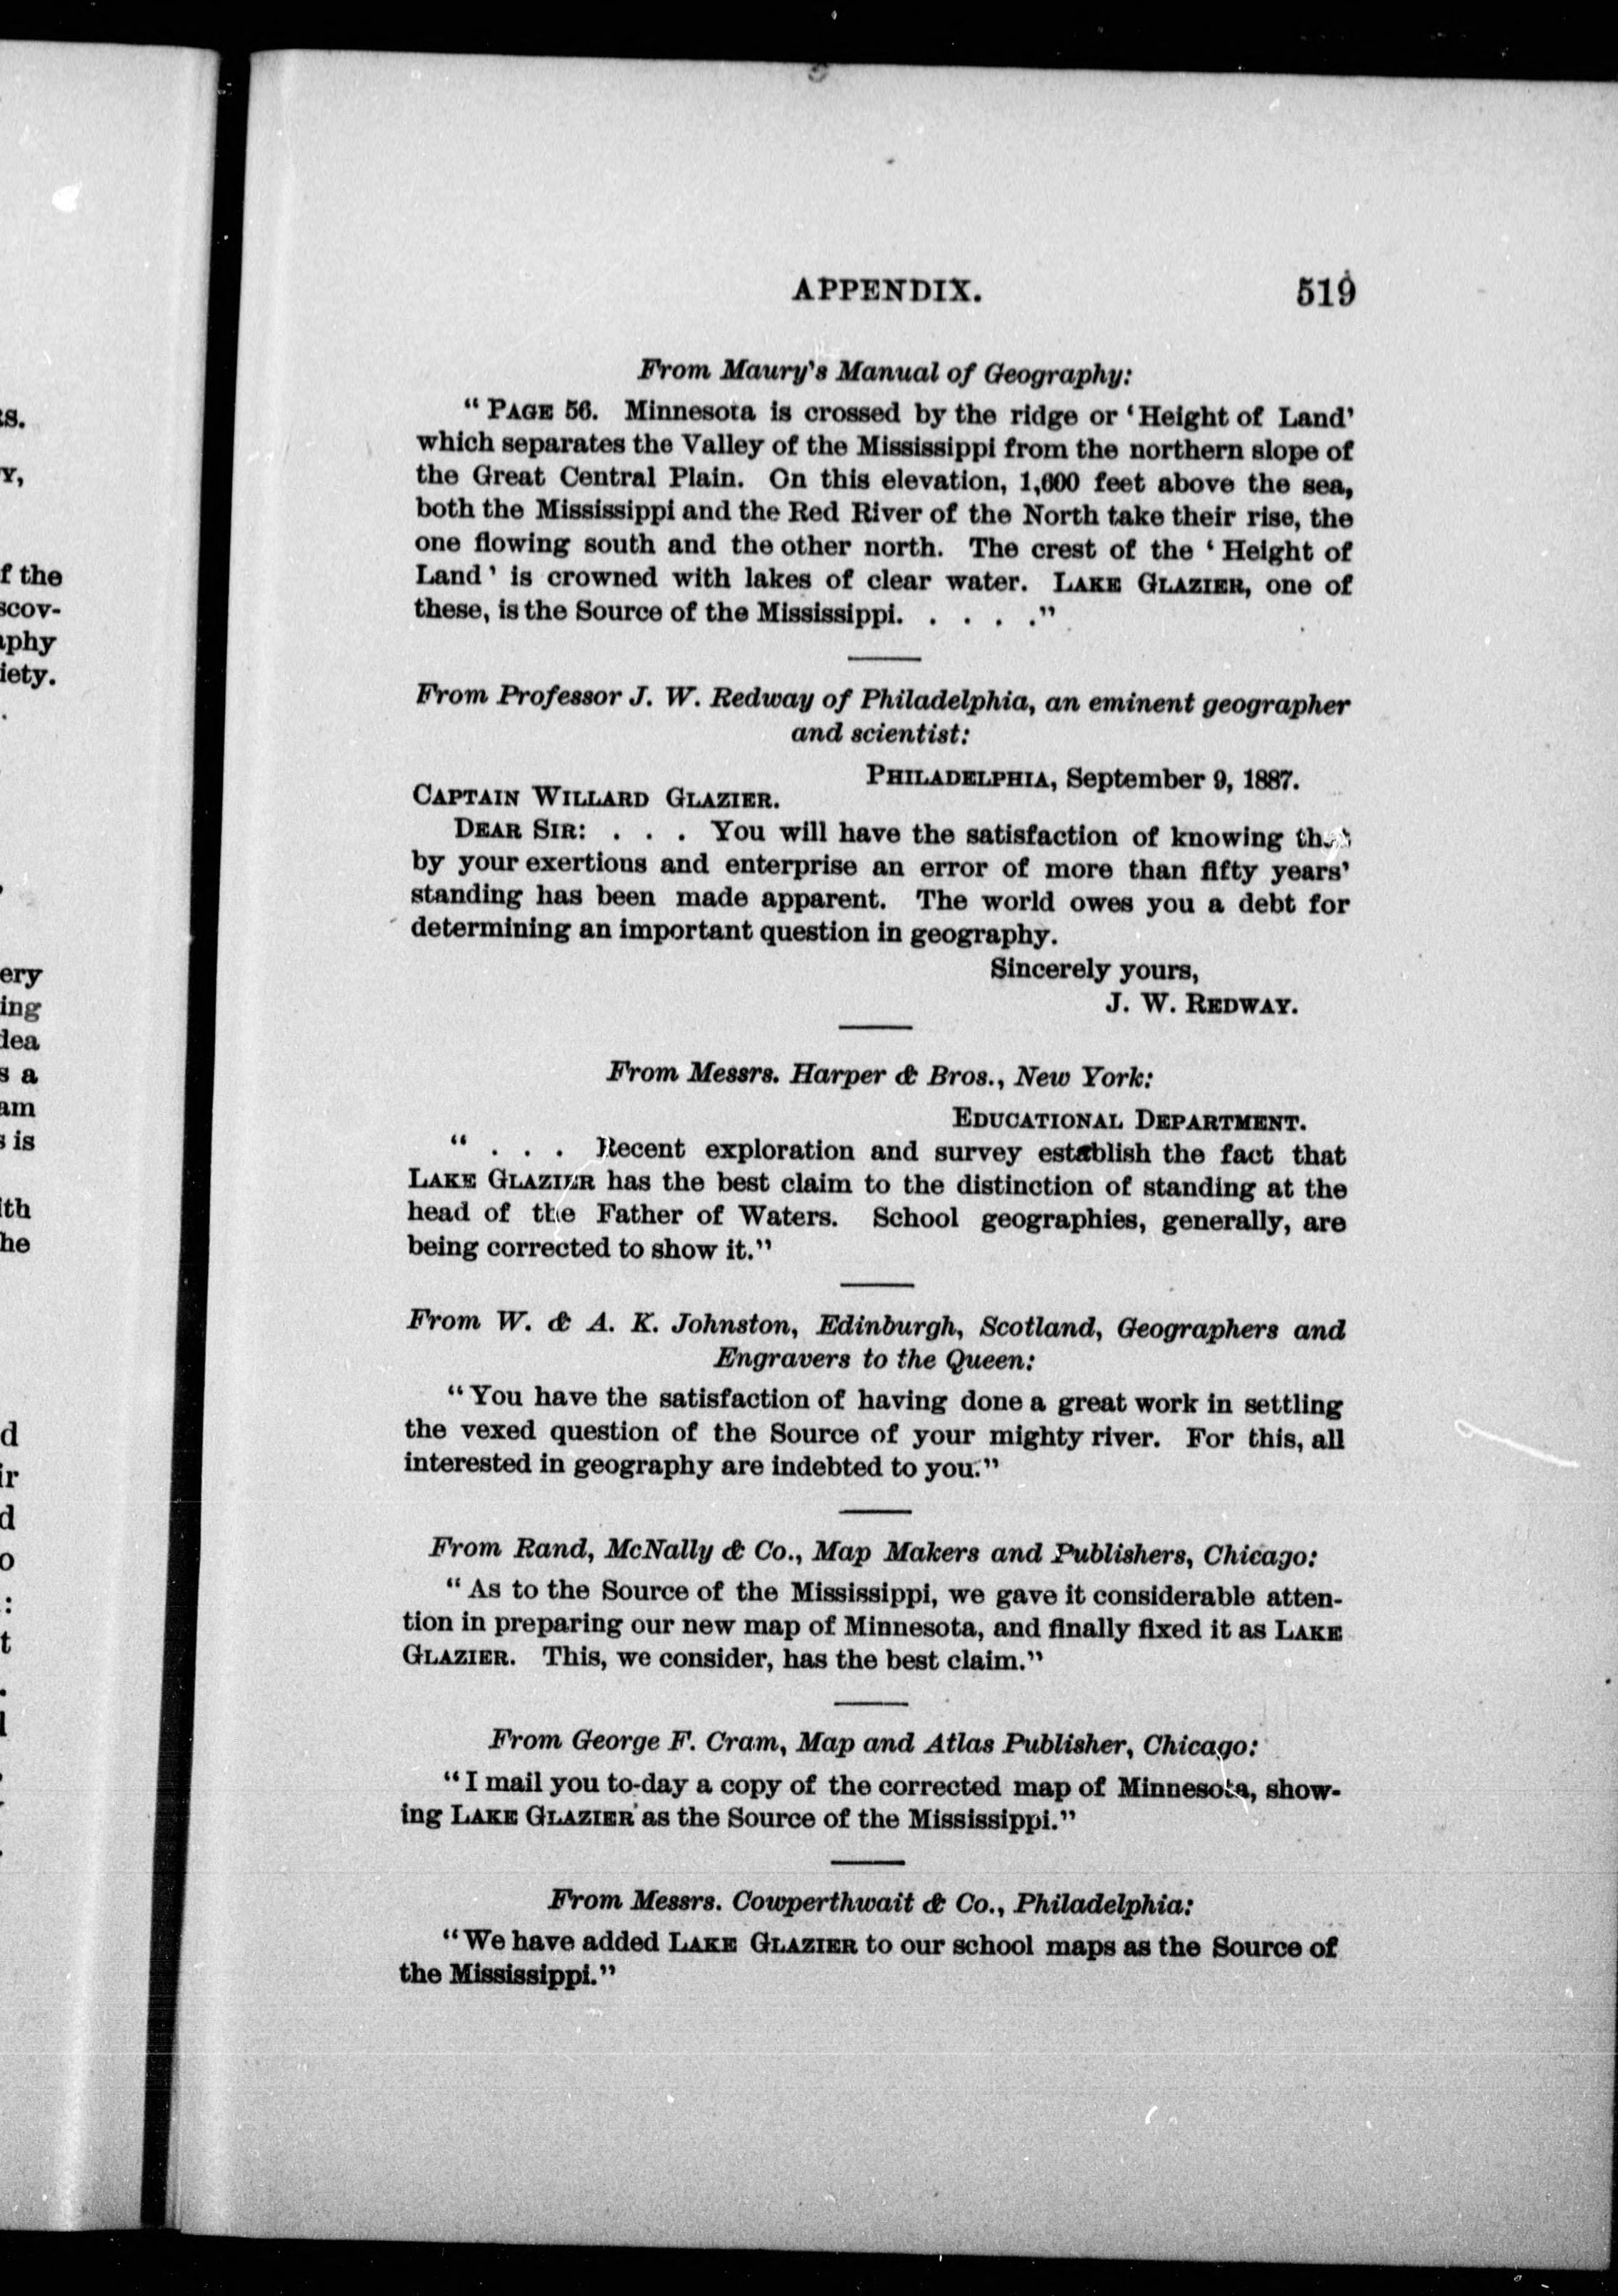 APPENDIX. 519
From Maury's Manual of Geography:
“ PAGE 56. Minnesota is crossed by the ridge or ‘Height of Land’
which separates the Valley of the Mississippi from the northern slope of
the Great Central Plain. On this elevation, 1,600 feet above the sea,
both the Mississippi and the Red River of the North take their rise, the
one flowing south and the other north. The crest of the ‘ Height of
Land’ is crowned with lakes of clear water. LAKE GLAZIER, one of
these, is the Source of the Mississippi. . . . .”
From Professor J. W. Redway of Philadelphia, an eminent geographer
and scientist:
PHILADELPHIA, September 9, 1887.
CAPTAIN WILLARD GLAZIER.
DEAR SIR: . . . You will have the satisfaction of knowing that
by your exertions and enterprise an error of more than fifty years’
standing has been made apparent. The world owes you a debt for
determining an important question in geography.
Sincerely yours,
J. W. REDWAY.
From Messrs. Harper & Bros., New York:
EDUCATIONAL DEPARTMENT.
“ . . . Recent exploration and survey establish the fact that
LAKE GLAZIER has the best claim to the distinction of standing at the
head of the Father of Waters. School geographies, generally, are
being corrected to show it.”
From W. & A. K. Johnston, Edinburgh, Scotland, Geographers and
Engravers to the Queen:
“You have the satisfaction of having done a great work in settling
the vexed question of the Source of your mighty river. For this, all
interested in geography are indebted to you.”
From Rand, McNally & Co., Map Makers and Publishers, Chicago:
“As to the Source of the Mississippi, we gave it considerable atten-
tion in preparing our new map of Minnesota, and finally fixed it as LAKE
GLAZIER. This, we consider, has the best claim.”
From George F. Cram, Map and Atlas Publisher, Chicago:
“I mail you to-day a copy of the corrected map of Minnesota, show-
ing LAKE GLAZIER as the Source of the Mississippi.”
From Messrs. Cowperthwait & Co., Philadelphia:
“We have added LAKE GLAZIER to our school maps as the Source of
the Mississippi.”